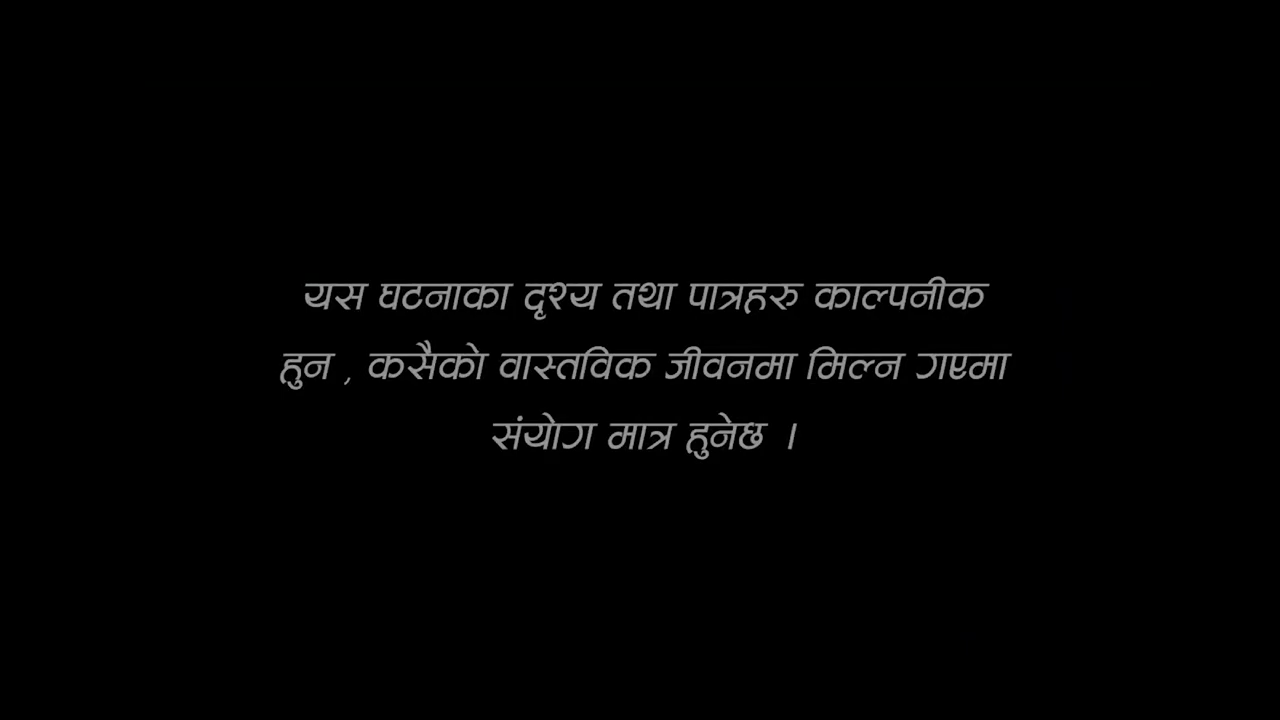 यस घटनाका दृश्य तथा पात्रहरु काल्पनीक
हुन , कसैको वास्तविक जीवनमा मिल्न गएमा
संयोग मात्र हुनेछ ।